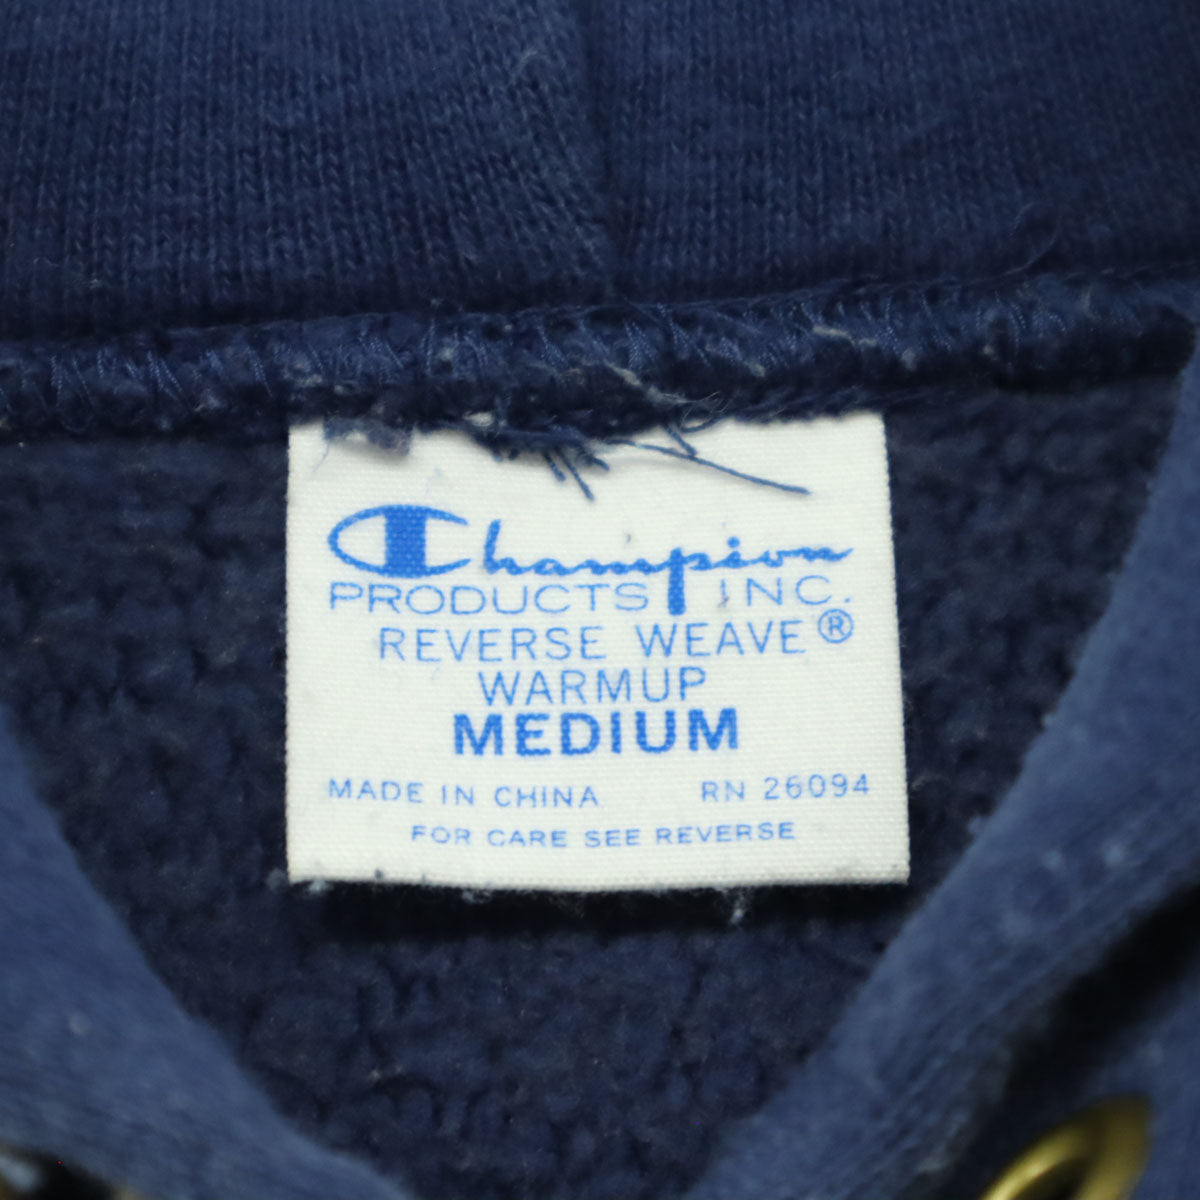 Champion
PRODUCTS INC.
REVERSE WEAVE®
WARMUP
MEDIUM
MADE IN CHINA RN 26094
FOR CARE SEE REVERSE